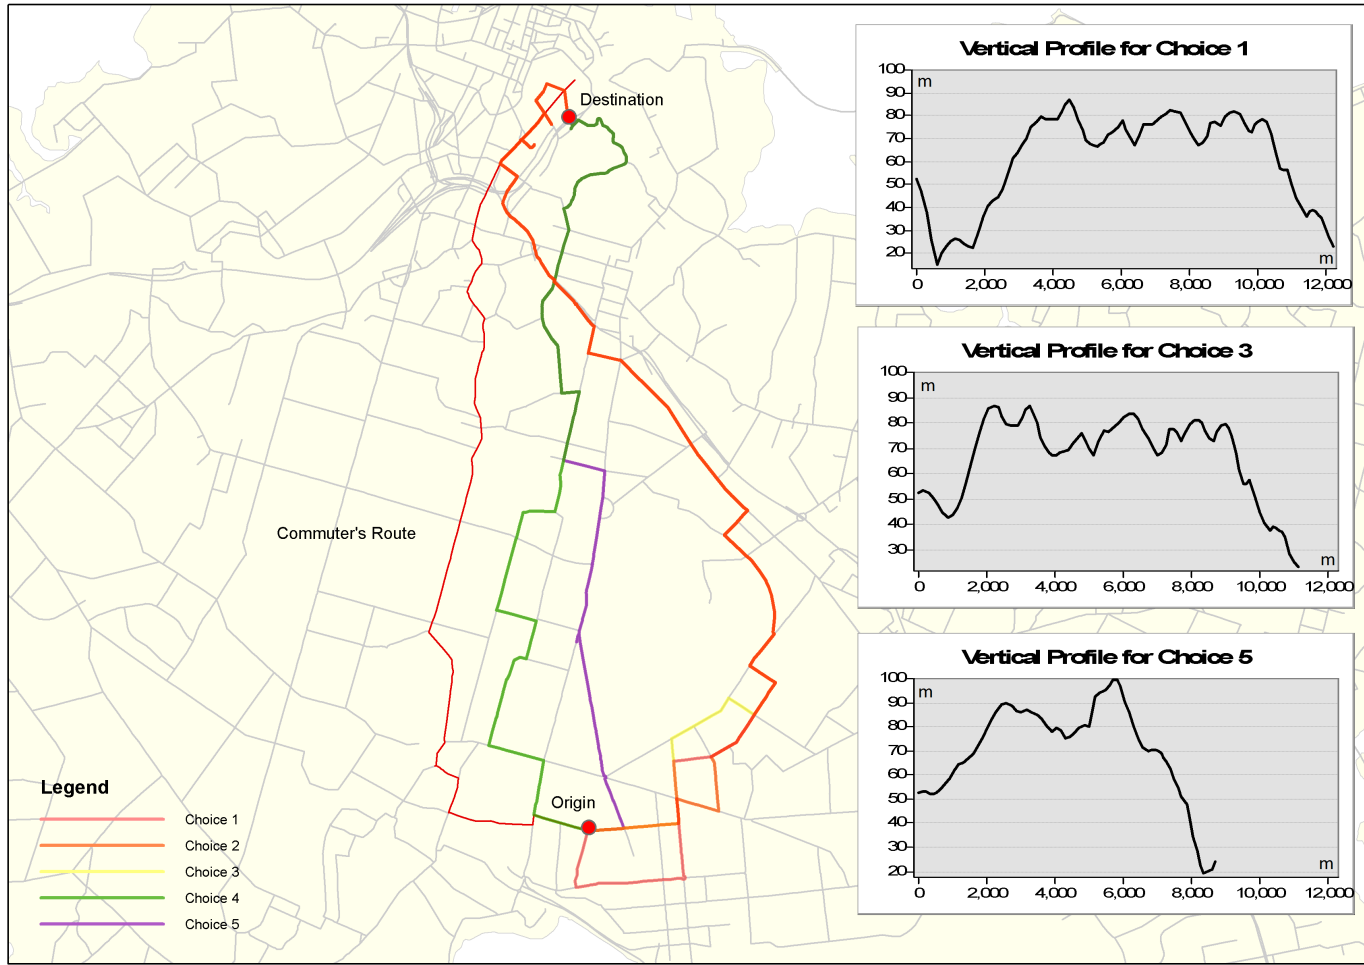 Destination
Commuter's Route
Origin
Legend
Choice 1
Choice 2
Choice 3
Choice 4
Choice 5
Vertical Profile for Choice 1
m
100
90
80
70
60
50
40
30
20
m
0 2,000 4,000 6,000 8,000 10,000 12,000
Vertical Profile for Choice 3
m
100
90
80
70
60
50
40
30
m
0 2,000 4,000 6,000 8,000 10,000 12,000
Vertical Profile for Choice 5
m
100
90
80
70
60
50
40
30
20
m
0 2,000 4,000 6,000 8,000 10,000 12,000